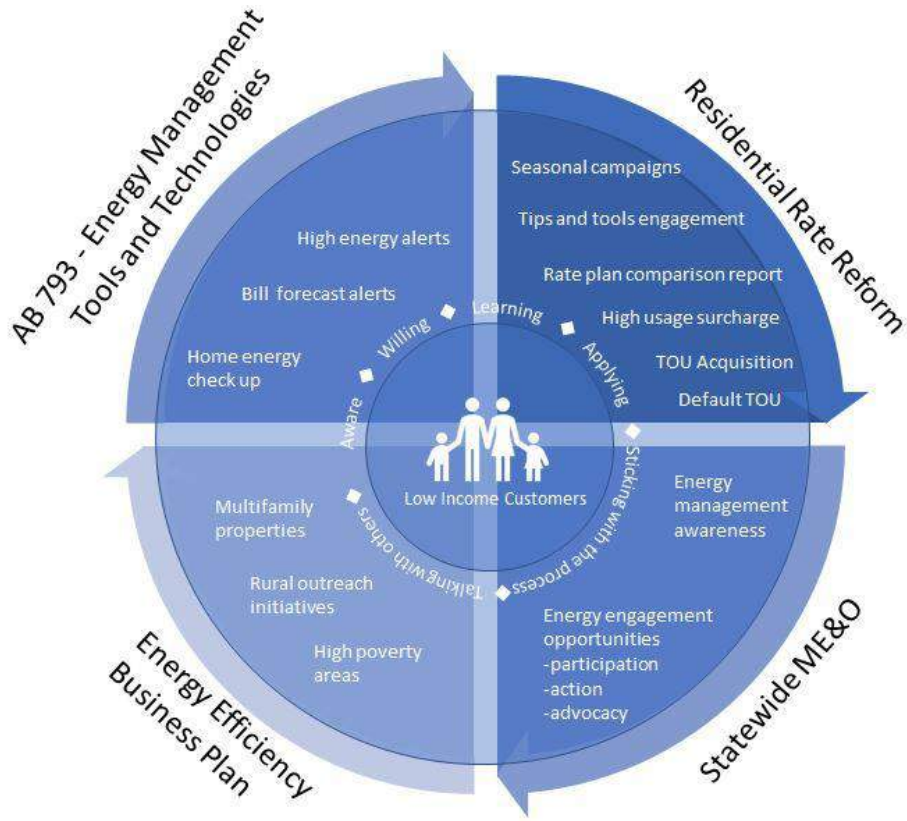 AB 793 - Energy Management
Tools and Technologies
Residential Rate Reform
High energy alerts
Bill forecast alerts
Home energy
check up
Seasonal campaigns
Tips and tools engagement
Rate plan comparison report
High usage surcharge
TOU Acquisition
Default TOU
Aware
Willing
Learning
Applying
Sticking with the process
Talking with others
Low Income Customers
Multifamily
properties
Rural outreach
initiatives
High poverty
areas
Energy
management
awareness
Energy engagement
opportunities
-participation
-action
-advocacy
Energy Efficiency
Business Plan
Statewide ME&O